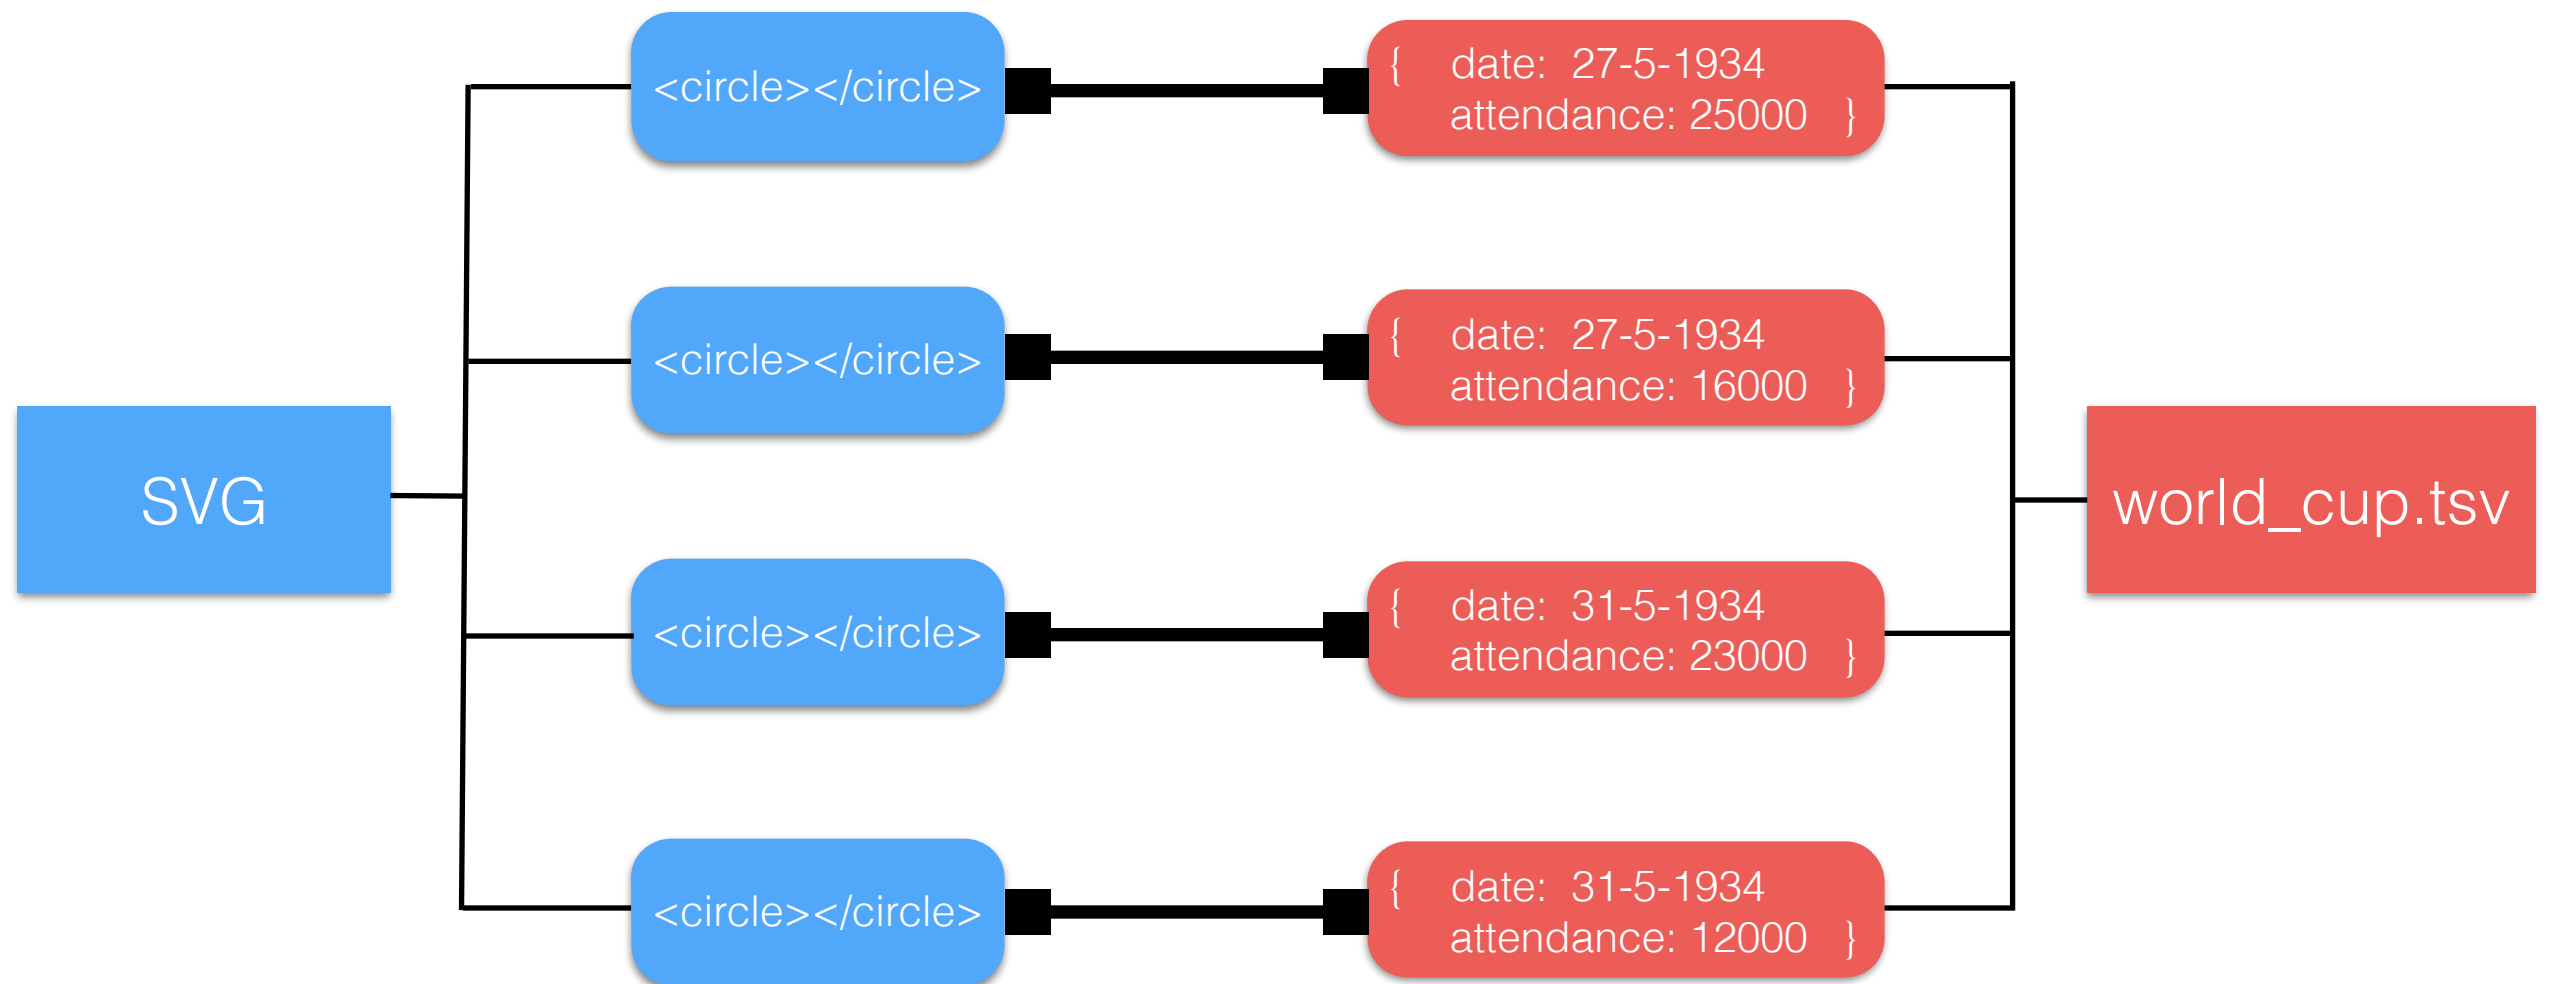 <circle></circle>
{ date: 27-5-1934
attendance: 25000 }
<circle></circle>
{ date: 27-5-1934
attendance: 16000 }
SVG
world_cup.tsv
<circle></circle>
{ date: 31-5-1934
attendance: 23000 }
<circle></circle>
{ date: 31-5-1934
attendance: 12000 }